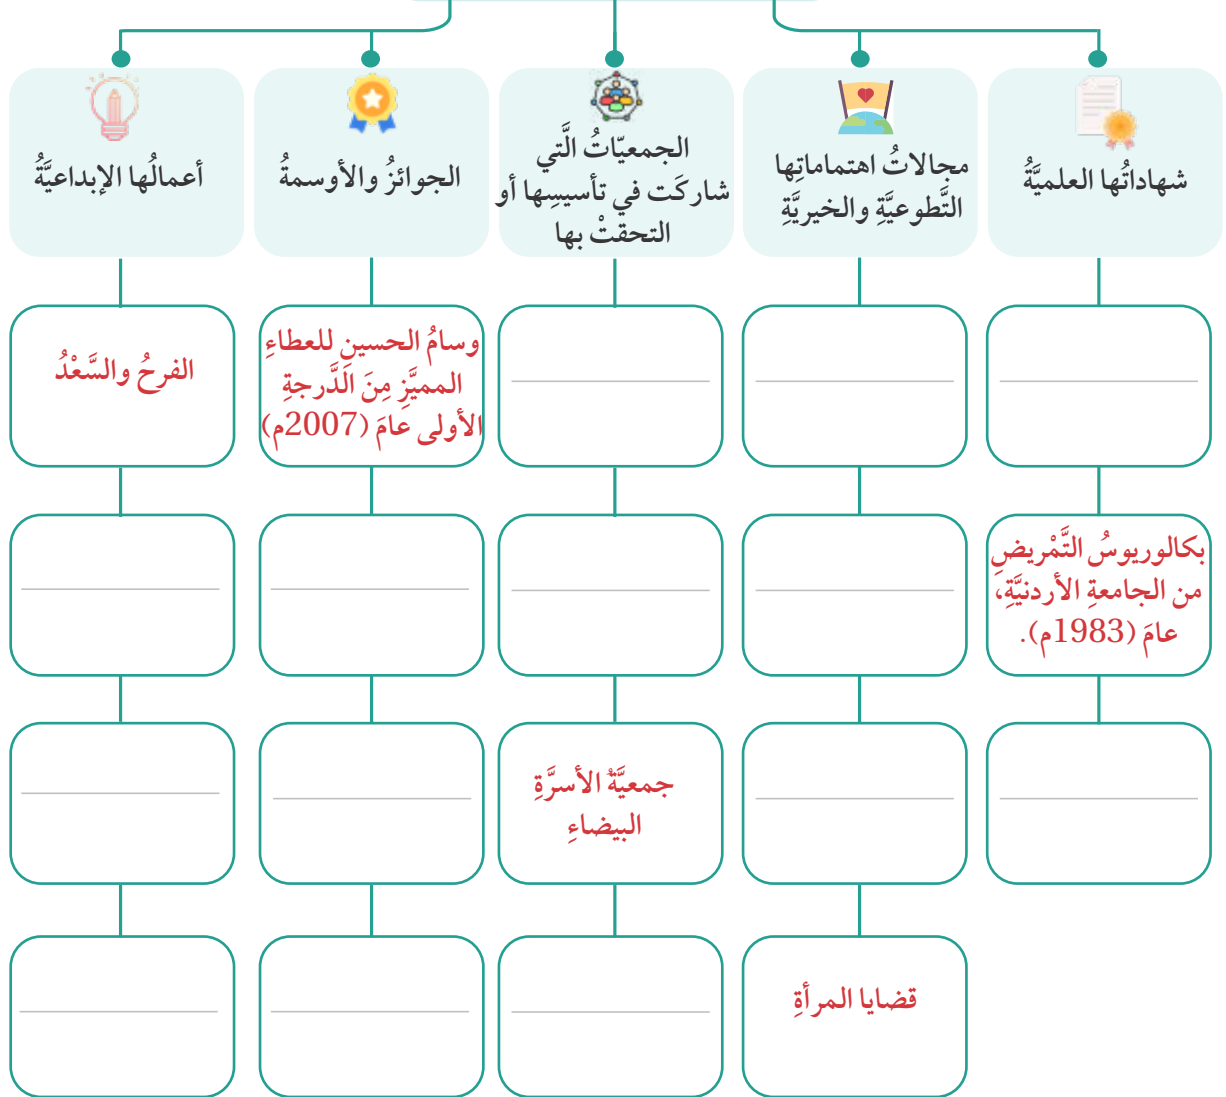 شهاداتُها العلميَّةُ
مجالاتُ اهتماماتِها
التَّطوعيَّةِ والخيريَّةِ
الجمعيّاتُ الَّتي
شاركَت في تأسيسِها أو
التحقتْ بها
الجوائزُ والأوسمةُ
أعمالُها الإبداعيَّةُ
وسامُ الحسينِ للعطاءِ
المميَّزِ مِنَ الدَّرجةِ
الأولى عامَ (2007م)
الفرحُ والسَّعْدُ
بكالوريوسُ التَّمْريضِ
من الجامعةِ الأردنيَّةِ،
عامَ (1983م).
جمعيَّةُ الأسرَّةِ
البيضاءِ
قضايا المرأةِ